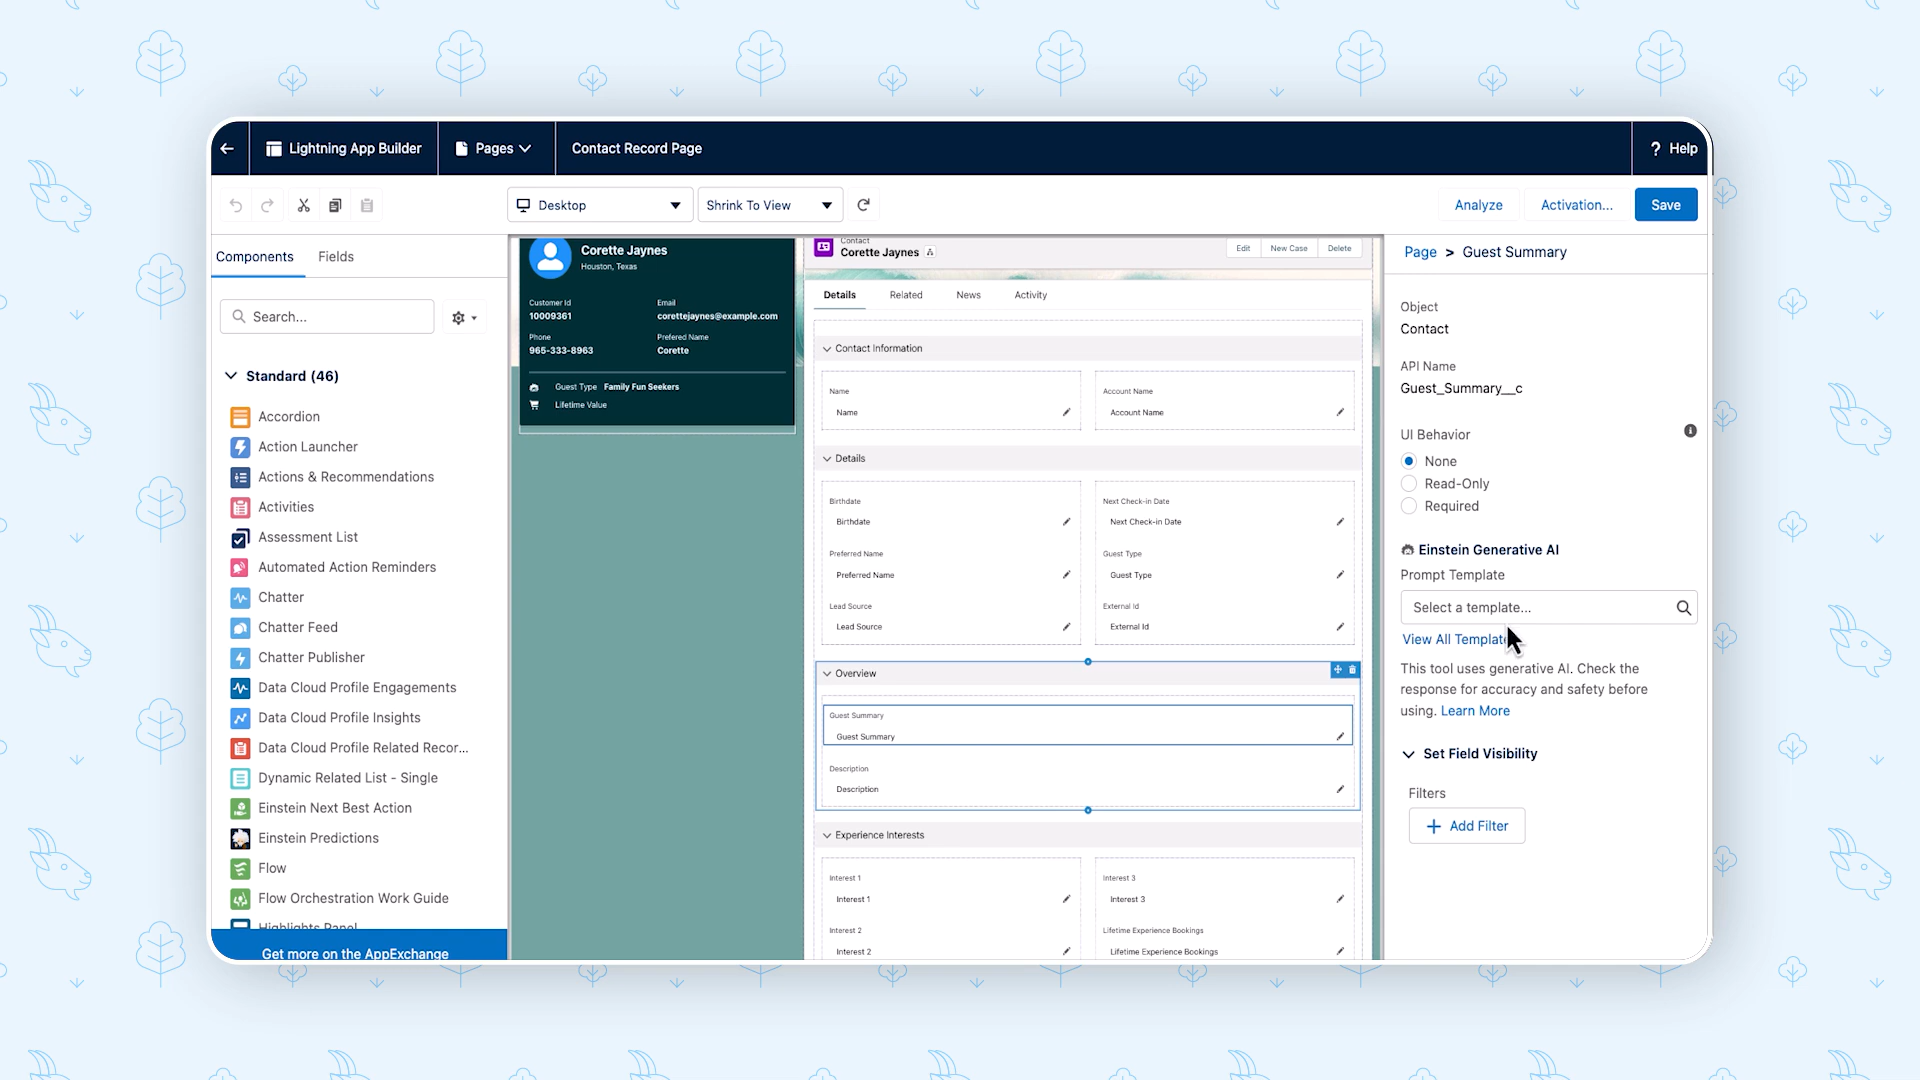 Lightning App Builder
Pages
Contact Record Page
? Help
Desktop
Shrink To View
Analyze
Activation...
Save
Components
Fields
Search...
Standard (46)
Accordion
Action Launcher
Actions & Recommendations
Activities
Assessment List
Automated Action Reminders
Chatter
Chatter Feed
Chatter Publisher
Data Cloud Profile Engagements
Data Cloud Profile Insights
Data Cloud Profile Related Recor...
Dynamic Related List - Single
Einstein Next Best Action
Einstein Predictions
Flow
Flow Orchestration Work Guide
Highlights Panel
Get more on the AppExchange
Corette Jaynes
Houston, Texas
Customer Id
10009361
Email
corettejaynes@example.com
Phone
965-333-8963
Prefered Name
Corette
Guest Type Family Fun Seekers
Lifetime Value
Contact
Corette Jaynes
Edit
New Case
Delete
Details
Related
News
Activity
Contact Information
Name
Name
Account Name
Account Name
Details
Birthdate
Birthdate
Next Check-in Date
Next Check-in Date
Preferred Name
Preferred Name
Guest Type
Guest Type
Lead Source
Lead Source
External Id
External Id
Overview
Guest Summary
Guest Summary
Description
Description
Experience Interests
Interest 1
Interest 1
Interest 3
Interest 3
Interest 2
Interest 2
Lifetime Experience Bookings
Lifetime Experience Bookings
Page > Guest Summary
Object
Contact
API Name
Guest_Summary__c
UI Behavior
None
Read-Only
Required
Einstein Generative AI
Prompt Template
Select a template...
View All Templat
This tool uses generative AI. Check the
response for accuracy and safety before
using. Learn More
Set Field Visibility
Filters
Add Filter